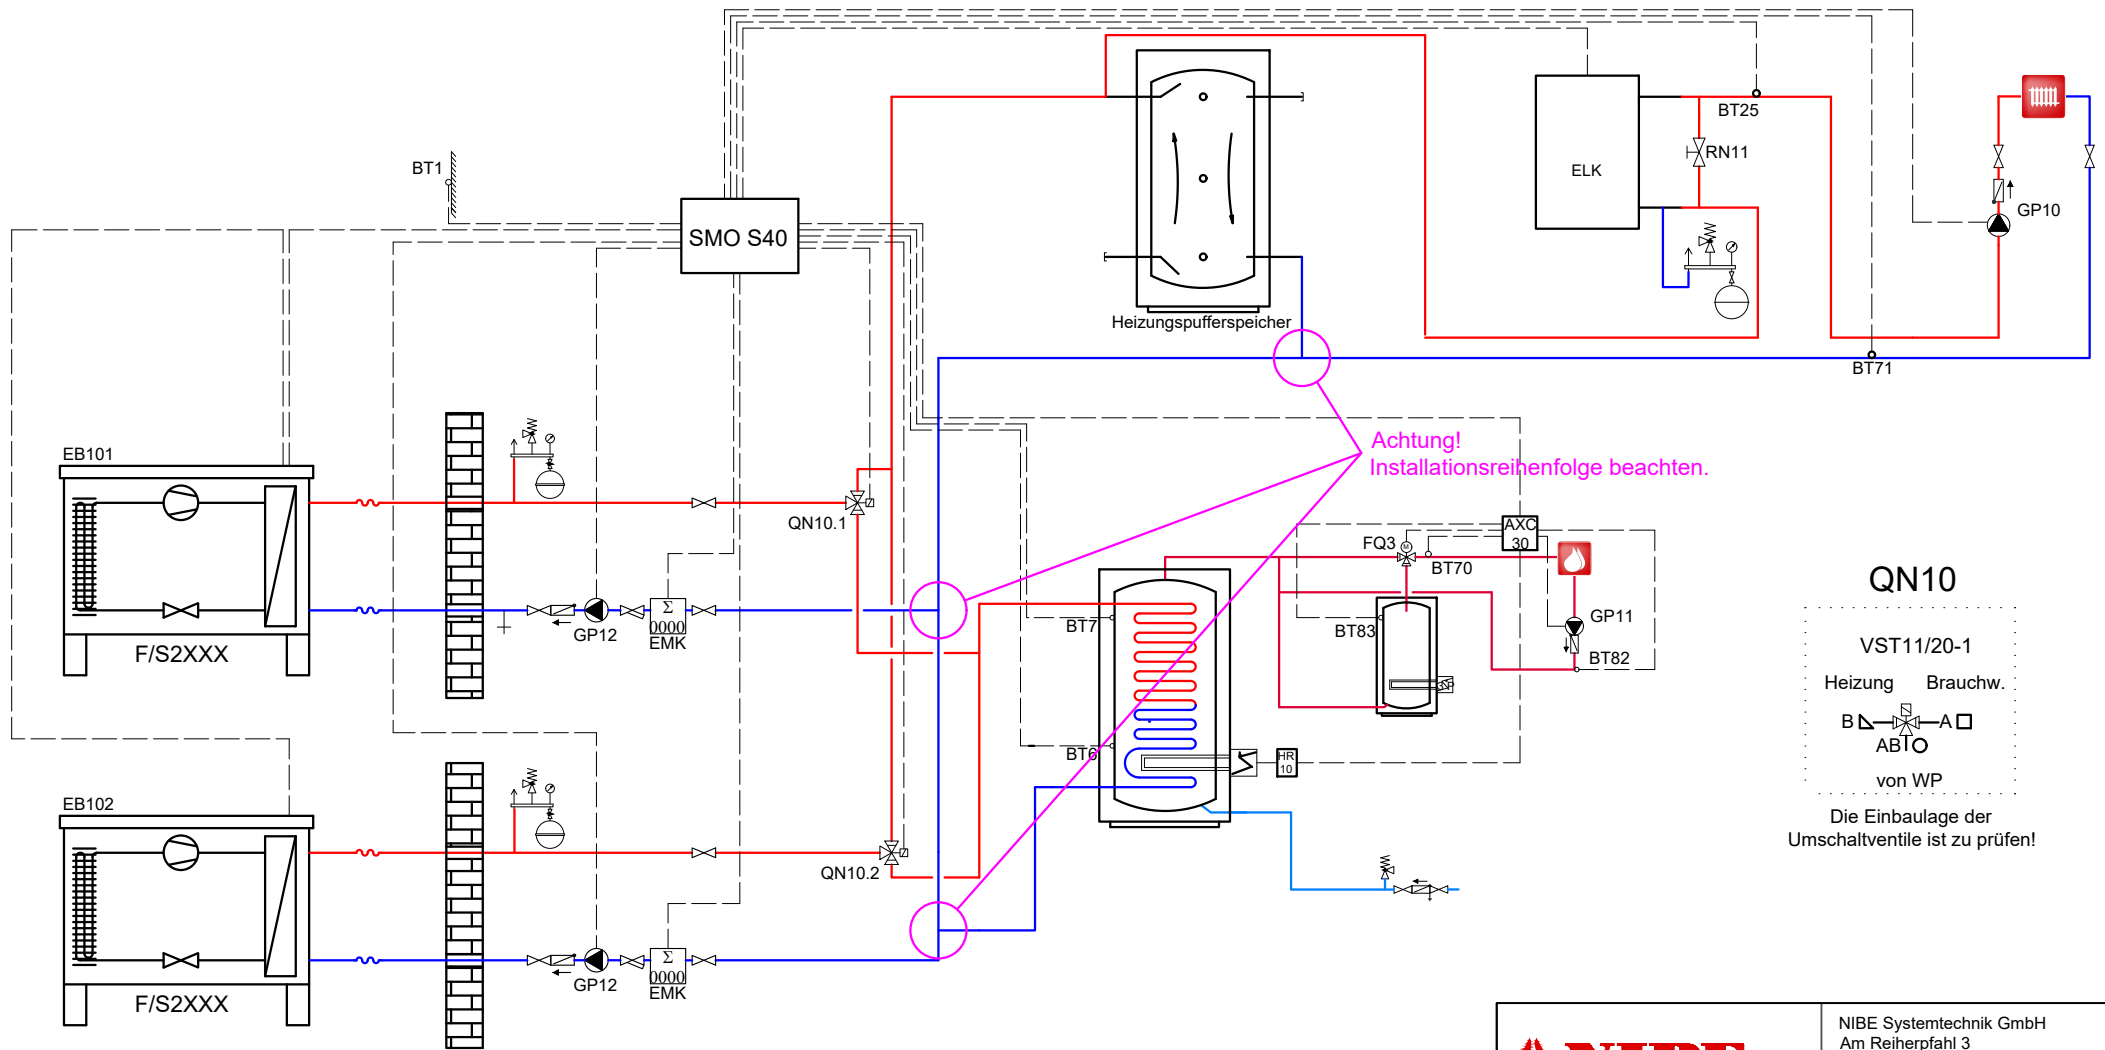 BT1
SMO S40
Heizungspufferspeicher
ELK
BT25
RN11
GP10
BT71
Achtung!
Installationsreihenfolge beachten.
EB101
F/S2XXX
QN10.1
GP12
Σ
0000
EMK
FQ3
M
AXC
30
BT70
BT7
BT83
GP11
BT82
BT6
HR
10
QN10
VST11/20-1
Heizung Brauchw.
B A
AB
von WP
Die Einbaulage der
Umschaltventile ist zu prüfen!
EB102
F/S2XXX
QN10.2
GP12
Σ
0000
EMK
NIBE
NIBE Systemtechnik GmbH
Am Reiherpfahl 3